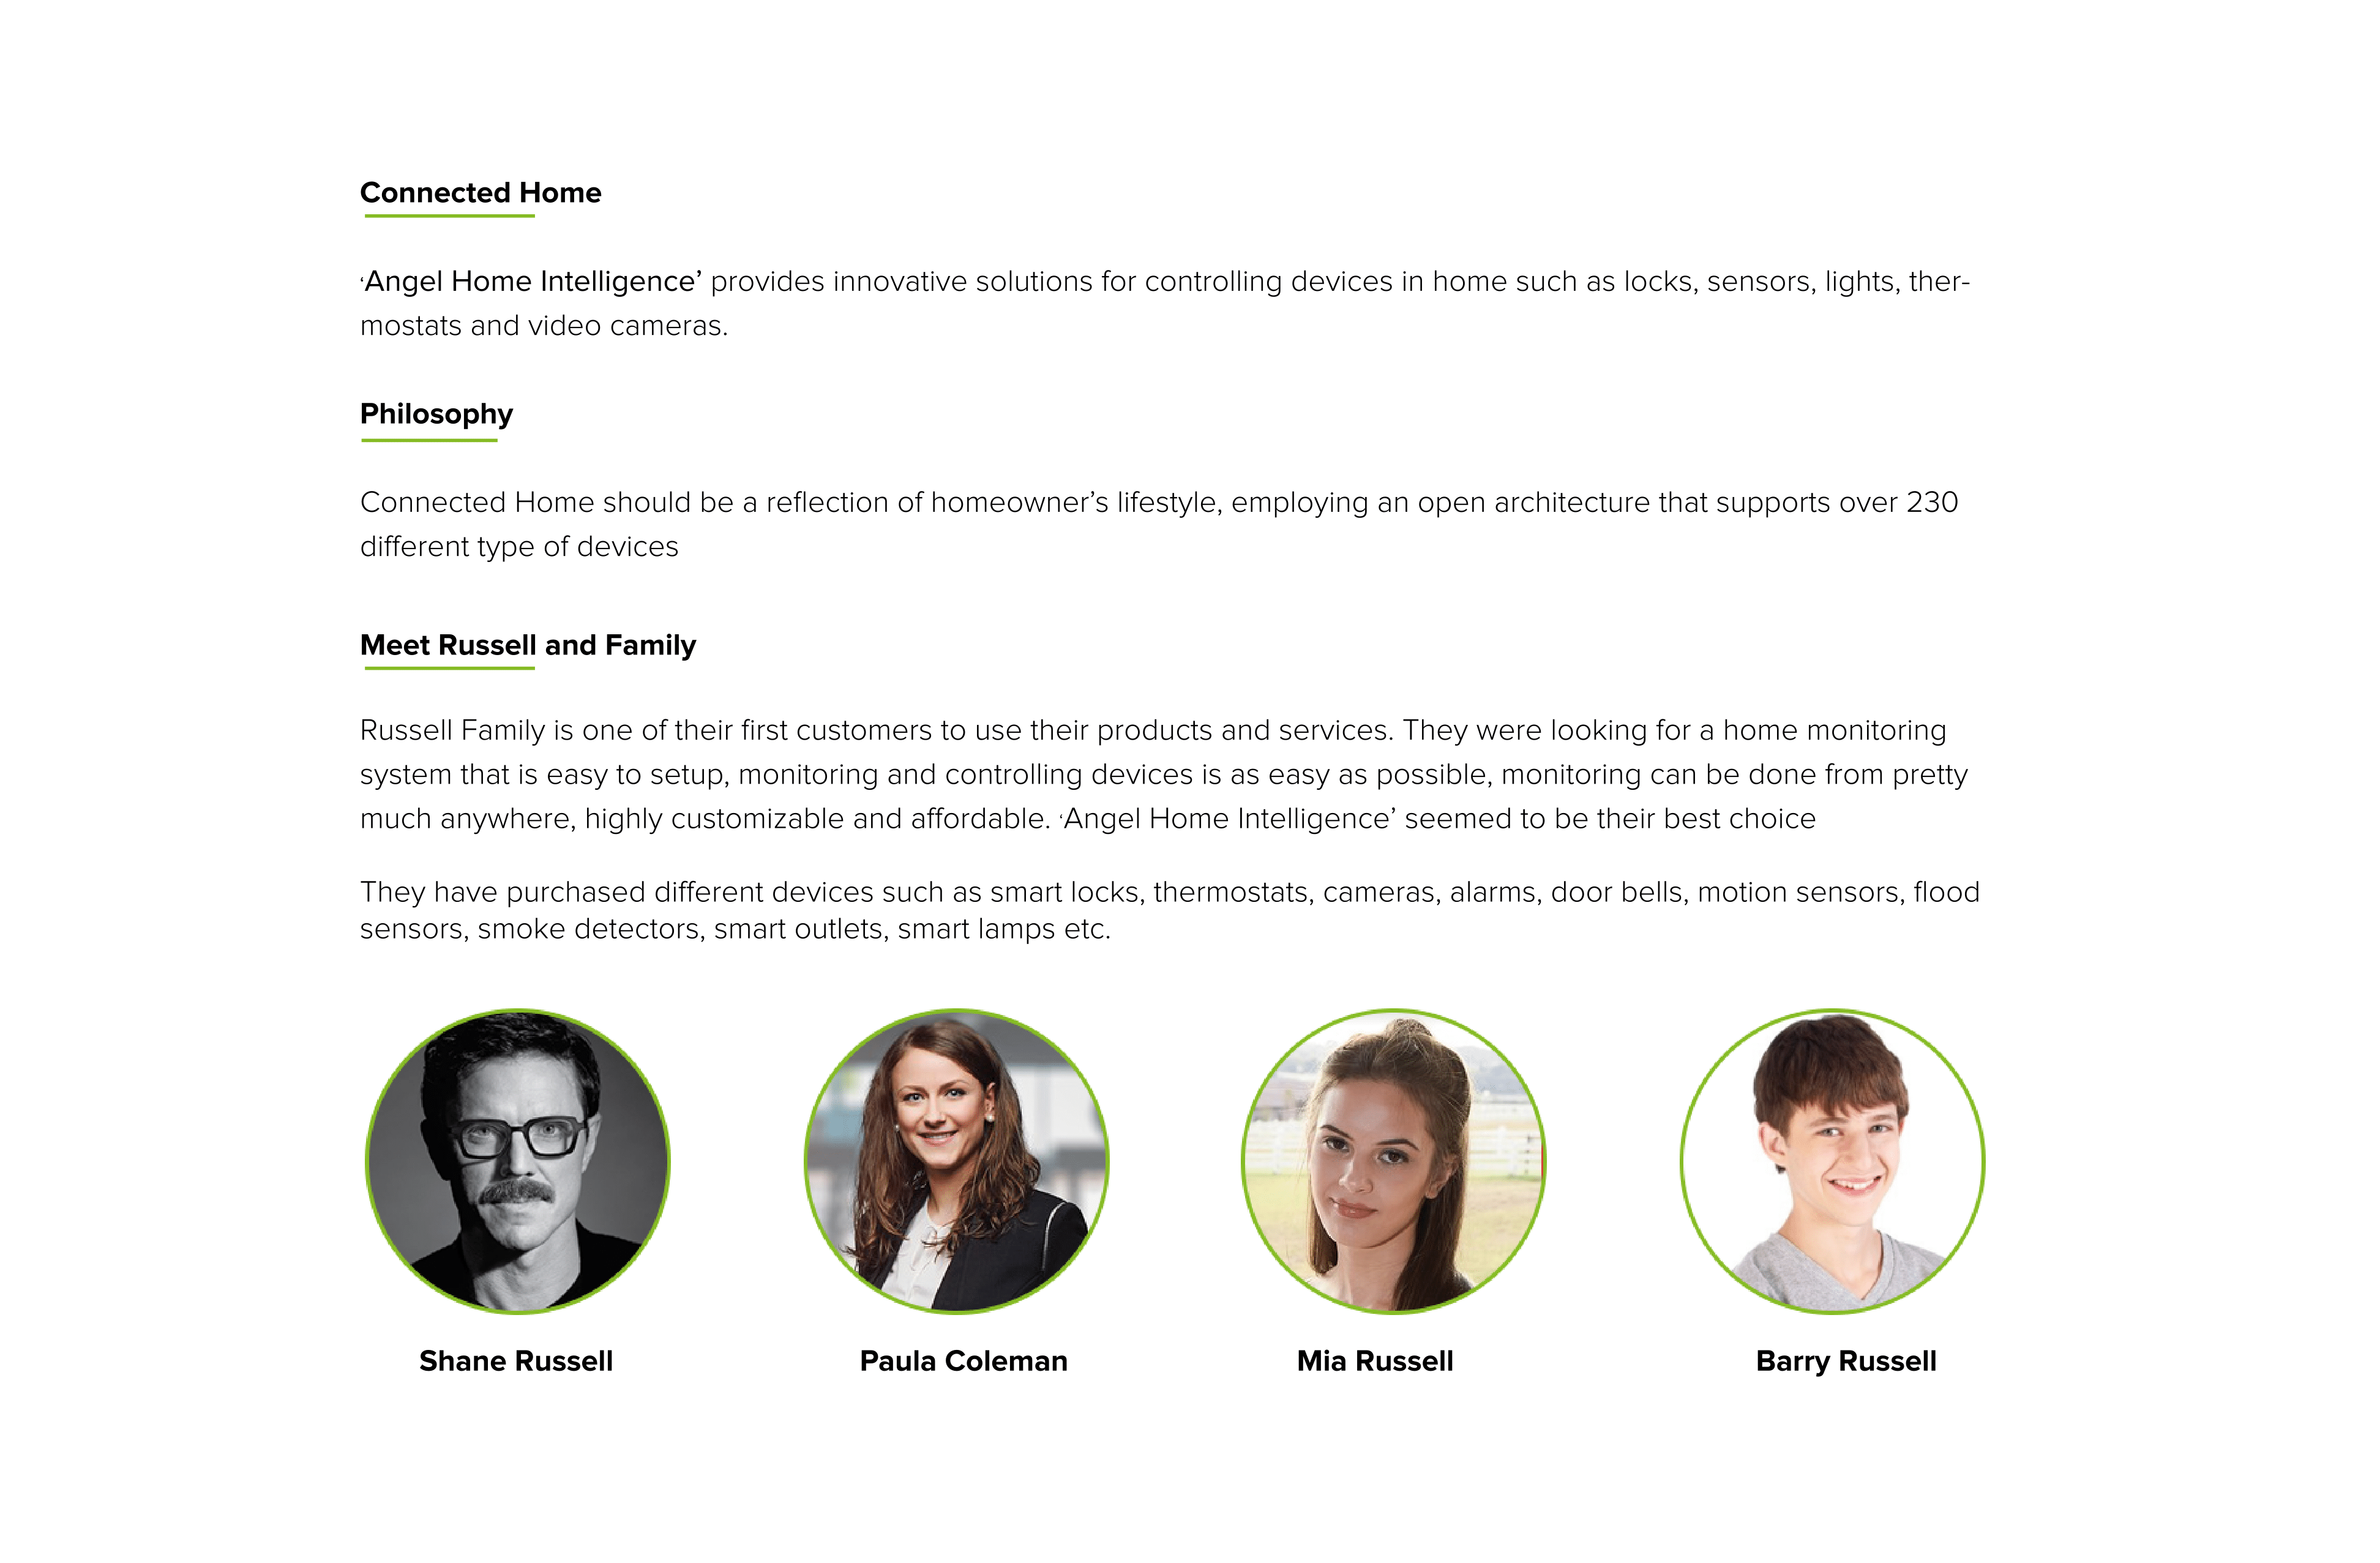 Connected Home
‘Angel Home Intelligence’ provides innovative solutions for controlling devices in home such as locks, sensors, lights, ther-
mostats and video cameras.
Philosophy
Connected Home should be a reflection of homeowner’s lifestyle, employing an open architecture that supports over 230
different type of devices
Meet Russell and Family
Russell Family is one of their first customers to use their products and services. They were looking for a home monitoring
system that is easy to setup, monitoring and controlling devices is as easy as possible, monitoring can be done from pretty
much anywhere, highly customizable and affordable. ‘Angel Home Intelligence’ seemed to be their best choice
They have purchased different devices such as smart locks, thermostats, cameras, alarms, door bells, motion sensors, flood
sensors, smoke detectors, smart outlets, smart lamps etc.
Shane Russell
Paula Coleman
Mia Russell
Barry Russell